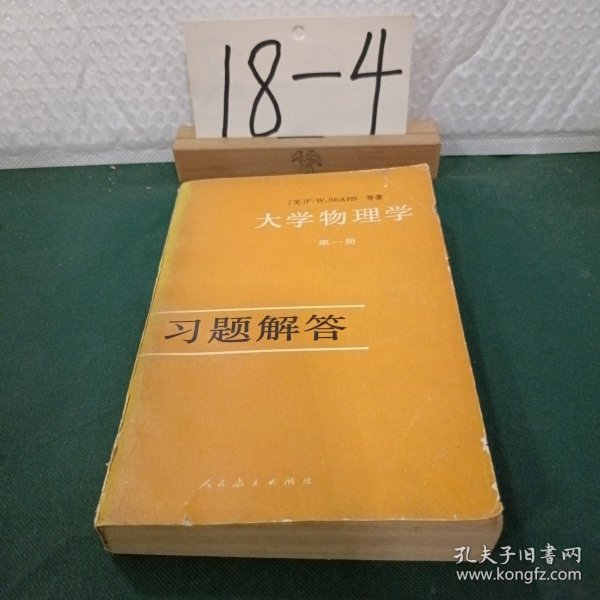 18-4
[美]F·W·SEARS 等著
大学物理学
第一册
习题解答
人民教育出版社
孔夫子旧书网
www.kongfz.com